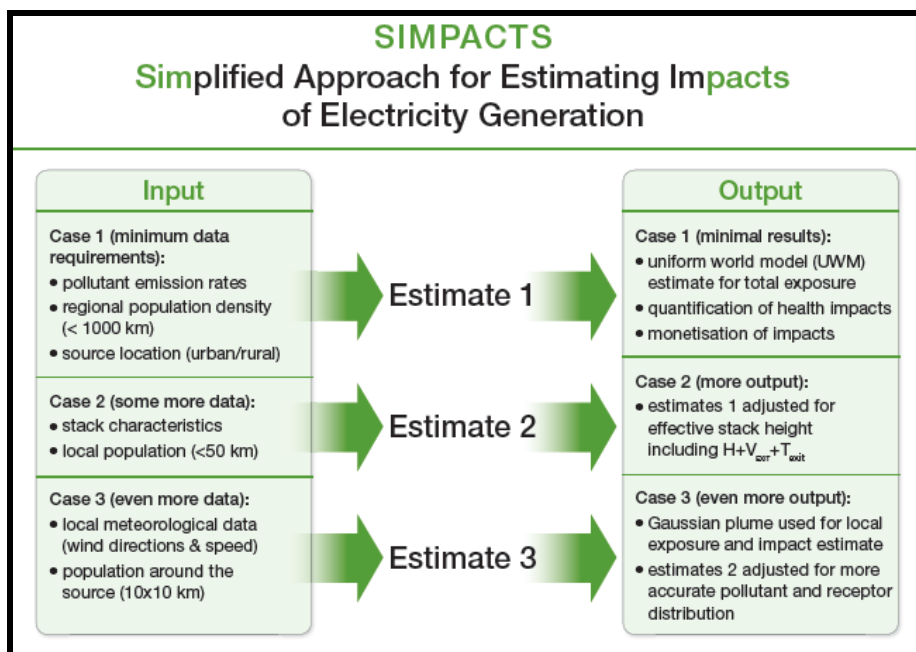 SIMPACTS
Simplified Approach for Estimating Impacts
of Electricity Generation
Input
Case 1 (minimum data
requirements):
• pollutant emission rates
• regional population density
(< 1000 km)
• source location (urban/rural)
Case 2 (some more data):
• stack characteristics
• local population (<50 km)
Case 3 (even more data):
• local meteorological data
(wind directions & speed)
• population around the
source (10x10 km)
Estimate 1
Estimate 2
Estimate 3
Output
Case 1 (minimal results):
• uniform world model (UWM)
estimate for total exposure
• quantification of health impacts
• monetisation of impacts
Case 2 (more output):
• estimates 1 adjusted for
effective stack height
including H+V+T exit
Case 3 (even more output):
• Gaussian plume used for local
exposure and impact estimate
• estimates 2 adjusted for more
accurate pollutant and receptor
distribution